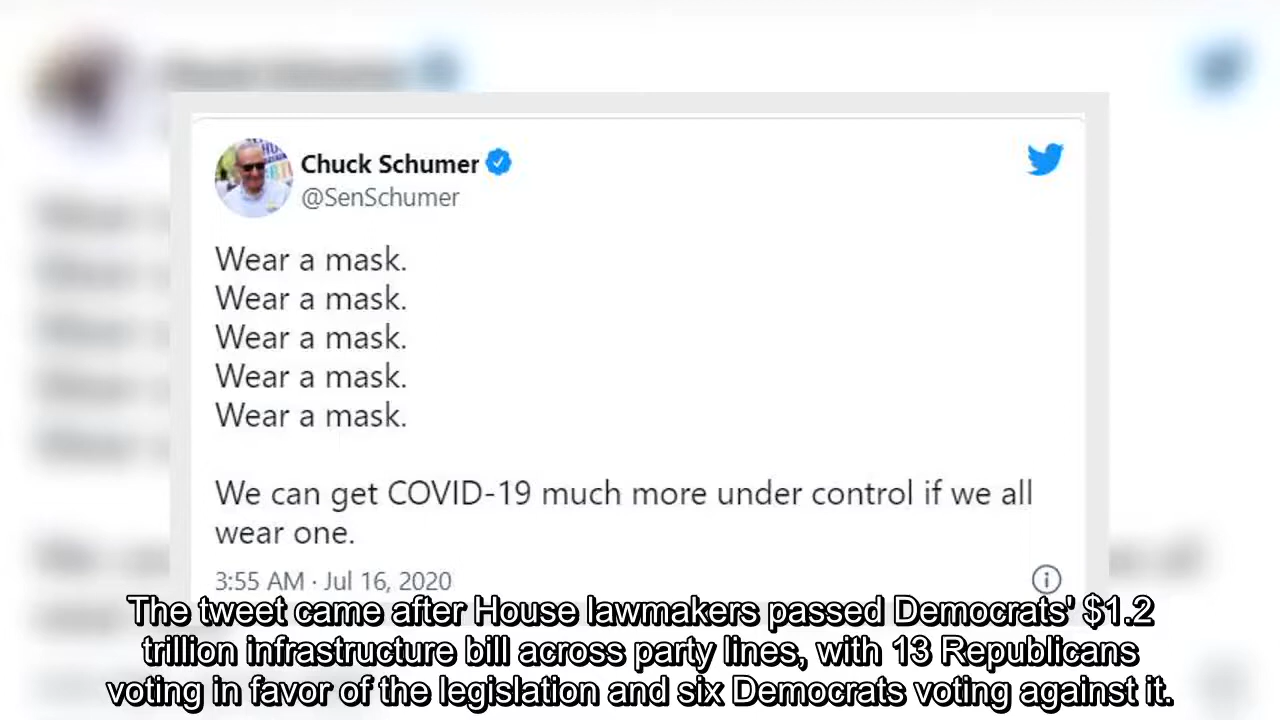 Chuck Schumer
@SenSchumer
Wear a mask.
Wear a mask.
Wear a mask.
Wear a mask.
Wear a mask.
We can get COVID-19 much more under control if we all
wear one.
3:55 AM · Jul 16, 2020
The tweet came after House lawmakers passed Democrats' $1.2
trillion infrastructure bill across party lines, with 13 Republicans
voting in favor of the legislation and six Democrats voting against it.